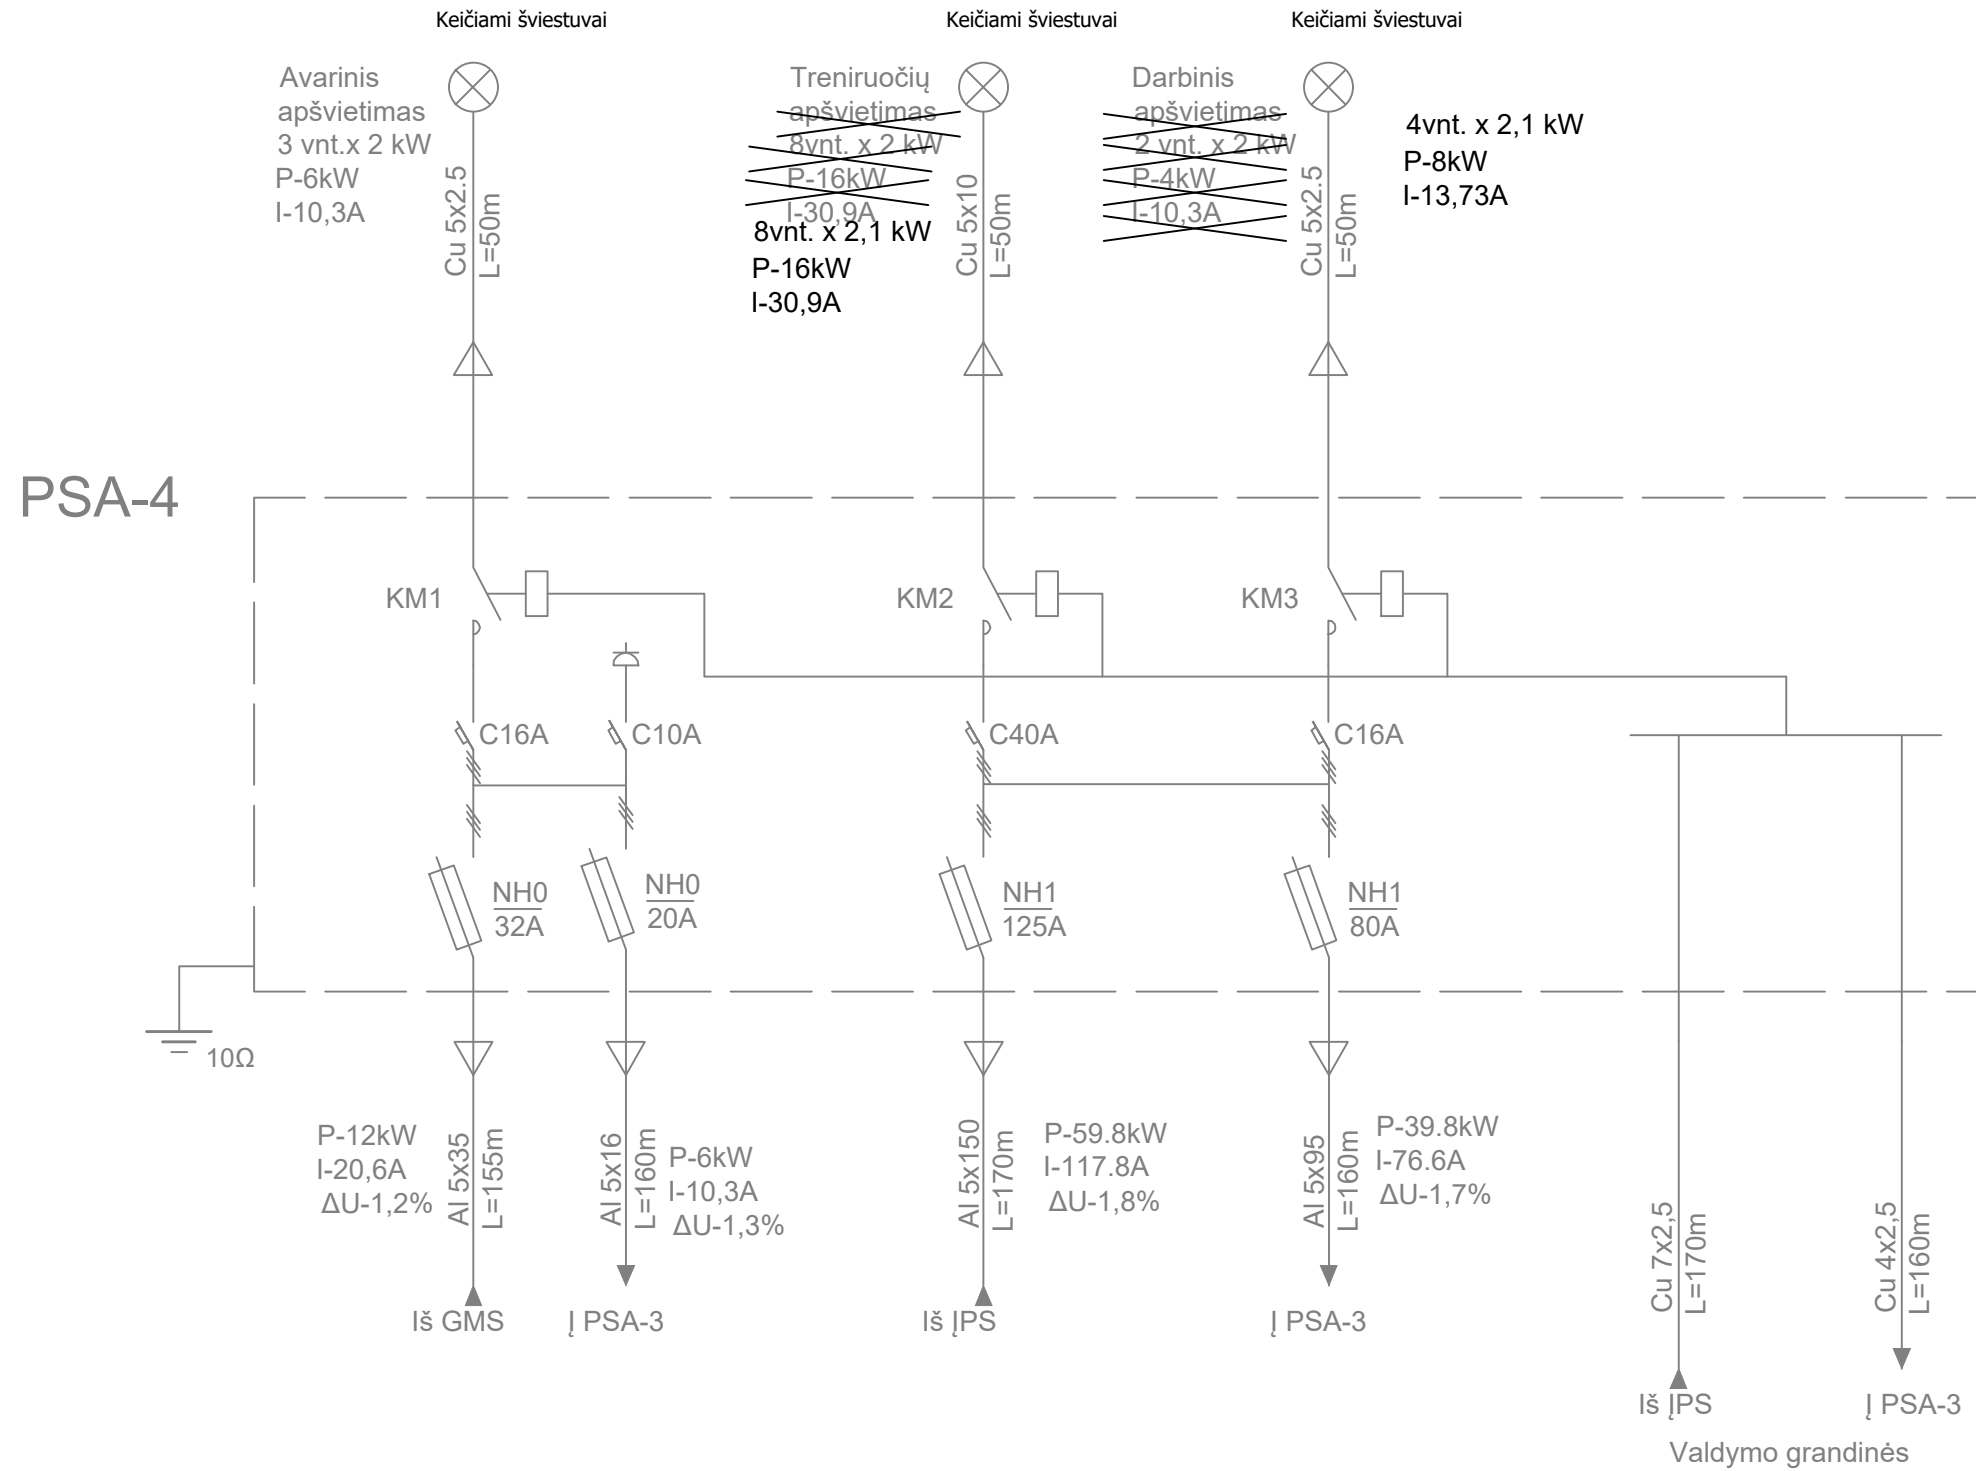 Keičiami šviestuvai
Keičiami šviestuvai
Keičiami šviestuvai
Avarinis
apšvietimas
3 vnt.x 2 kW
P-6kW
I-10,3A
Cu 5x2.5
L=50m
Treniruočių
apšvietimas
8vnt. x 2 kW
P-16kW
I-30,9A
8vnt. x 2,1 kW
P-16kW
I-30,9A
Cu 5x10
L=50m
Darbinis
apšvietimas
2 vnt. x 2 kW
P-4kW
I-10,3A
Cu 5x2.5
L=50m
4vnt. x 2,1 kW
P-8kW
I-13,73A
PSA-4
KM1
KM2
KM3
C16A
C10A
C40A
C16A
NH0
32A
NH0
20A
NH1
125A
NH1
80A
10Ω
P-12kW
I-20,6A
ΔU-1,2%
Al 5x35
L=155m
Al 5x16
L=160m
P-6kW
I-10,3A
ΔU-1,3%
Al 5x150
L=170m
P-59.8kW
I-117.8A
ΔU-1,8%
Al 5x95
L=160m
P-39.8kW
I-76.6A
ΔU-1,7%
Cu 7x2,5
L=170m
Cu 4x2,5
L=160m
Iš GMS
Į PSA-3
Iš ĮPS
Į PSA-3
Iš ĮPS
Į PSA-3
Valdymo grandinės